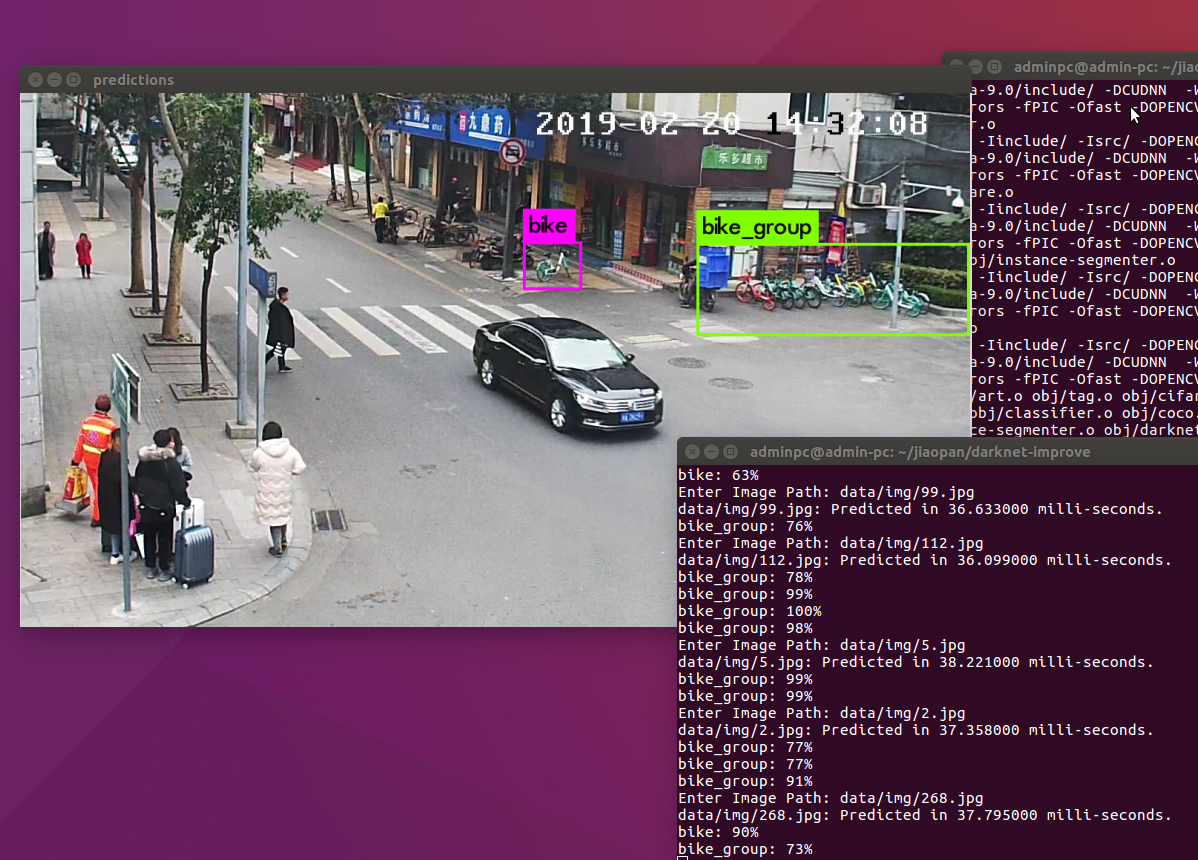 predictions
2019-02-20 14:32:08
九鼎药
乐多超市
bike
bike_group
adminpc@admin-pc: ~/jiao
a-9.0/include/ -DCUDNN -W
rors -fPIC -Ofast -DOPENCV
r.o
-Iinclude/ -Isrc/ -DOPENC
a-9.0/include/ -DCUDNN -W
rors -fPIC -Ofast -DOPENCV
are.o
-Iinclude/ -Isrc/ -DOPENC
a-9.0/include/ -DCUDNN -W
rors -fPIC -Ofast -DOPENCV
bj/instance-segmenter.o
-Iinclude/ -Isrc/ -DOPENC
a-9.0/include/ -DCUDNN -W
rors -fPIC -Ofast -DOPENCV
o
-Iinclude/ -Isrc/ -DOPENC
a-9.0/include/ -DCUDNN -W
rors -fPIC -Ofast -DOPENCV
/art.o obj/tag.o obj/cifar
obj/classifier.o obj/coco.
ce-segmenter.o obj/darknet
adminpc@admin-pc: ~/jiaopan/darknet-improve
bike: 63%
Enter Image Path: data/img/99.jpg
data/img/99.jpg: Predicted in 36.633000 milli-seconds.
bike_group: 76%
Enter Image Path: data/img/112.jpg
data/img/112.jpg: Predicted in 36.099000 milli-seconds.
bike_group: 78%
bike_group: 99%
bike_group: 100%
bike_group: 98%
Enter Image Path: data/img/5.jpg
data/img/5.jpg: Predicted in 38.221000 milli-seconds.
bike_group: 99%
bike_group: 99%
Enter Image Path: data/img/2.jpg
data/img/2.jpg: Predicted in 37.358000 milli-seconds.
bike_group: 77%
bike_group: 77%
bike_group: 91%
Enter Image Path: data/img/268.jpg
data/img/268.jpg: Predicted in 37.795000 milli-seconds.
bike: 90%
bike_group: 73%